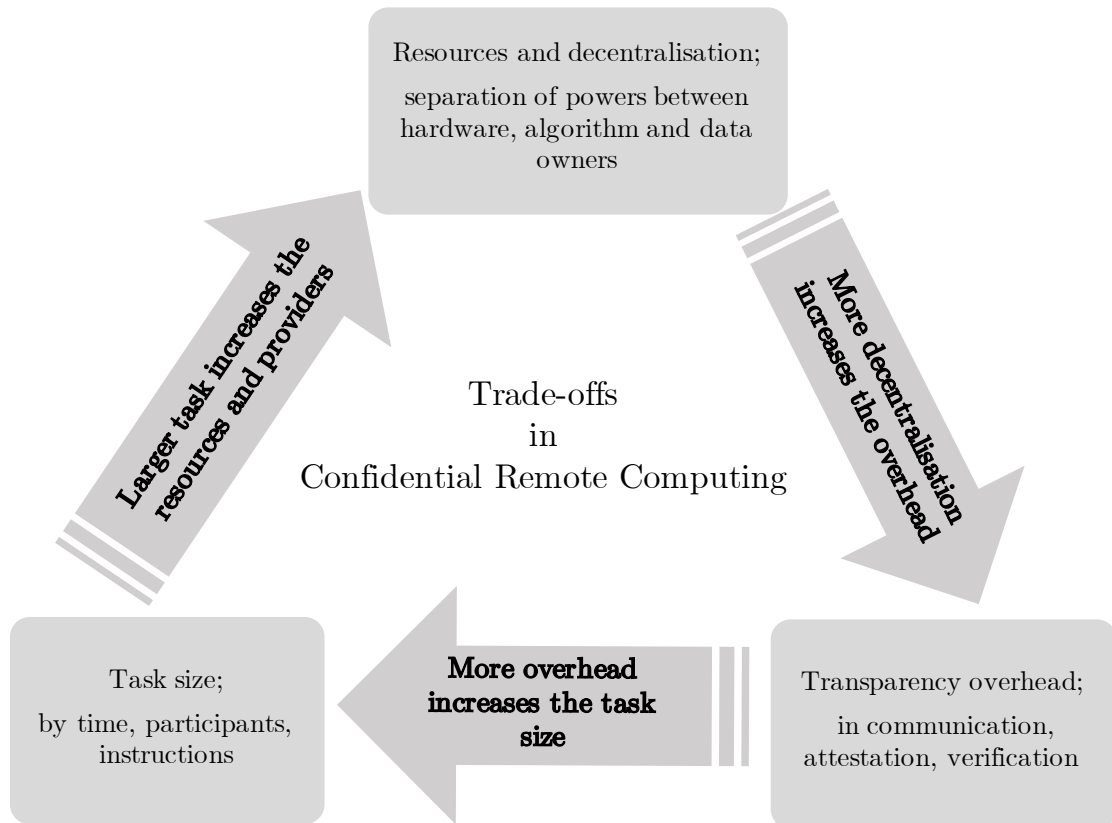 Resources and decentralisation;
separation of powers between
hardware, algorithm and data
owners
Larger task increases the
resources and providers
More decentralisation
increases the overhead
Trade-offs
in
Confidential Remote Computing
Task size;
by time, participants,
instructions
More overhead
increases the task
size
Transparency overhead;
in communication,
attestation, verification